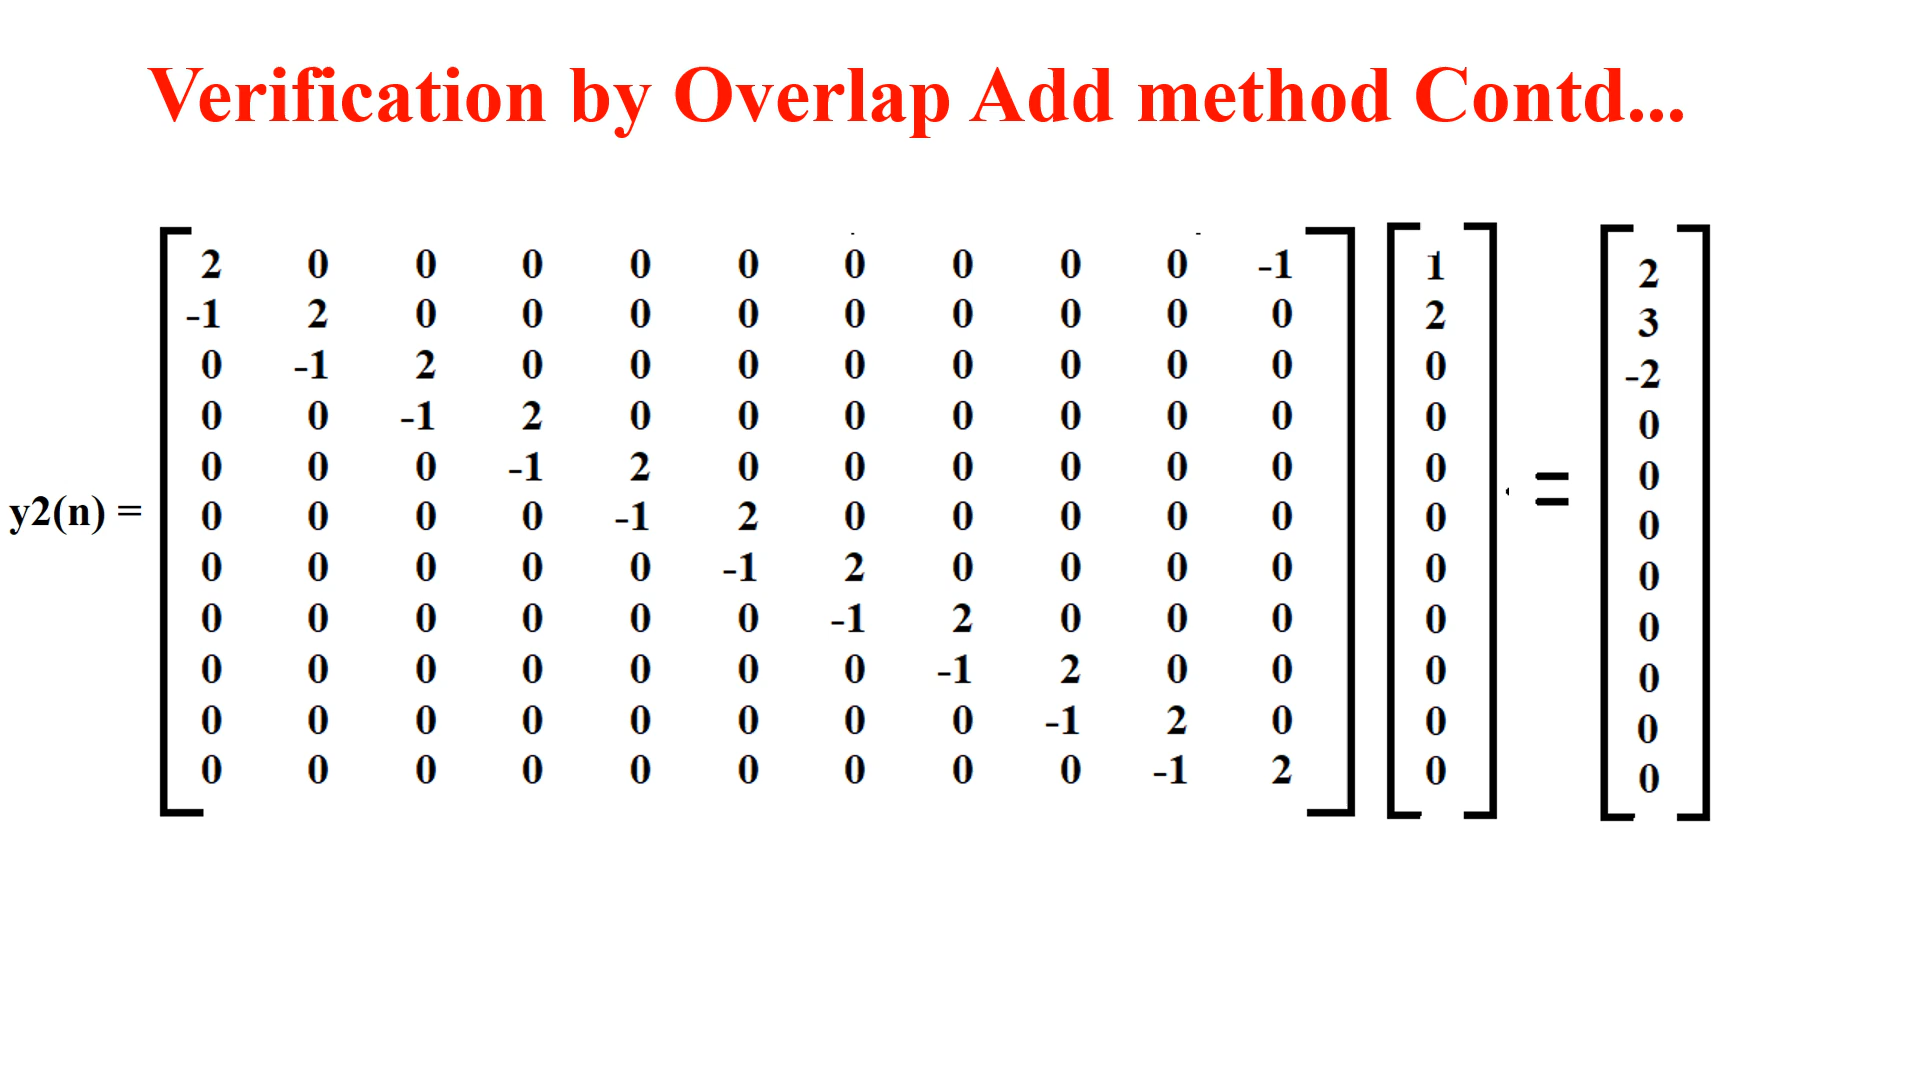 Verification by Overlap Add method Contd...
2 0 0 0 0 0 0 0 0 0 -1 1 2
-1 2 0 0 0 0 0 0 0 0 0 2 3
0 -1 2 0 0 0 0 0 0 0 0 0 -2
0 0 -1 2 0 0 0 0 0 0 0 0 0
0 0 0 -1 2 0 0 0 0 0 0 0 0
y2(n) = 0 0 0 0 -1 2 0 0 0 0 0 0 = 0
0 0 0 0 0 -1 2 0 0 0 0 0 0
0 0 0 0 0 0 -1 2 0 0 0 0 0
0 0 0 0 0 0 0 -1 2 0 0 0 0
0 0 0 0 0 0 0 0 -1 2 0 0 0
0 0 0 0 0 0 0 0 0 -1 2 0 0